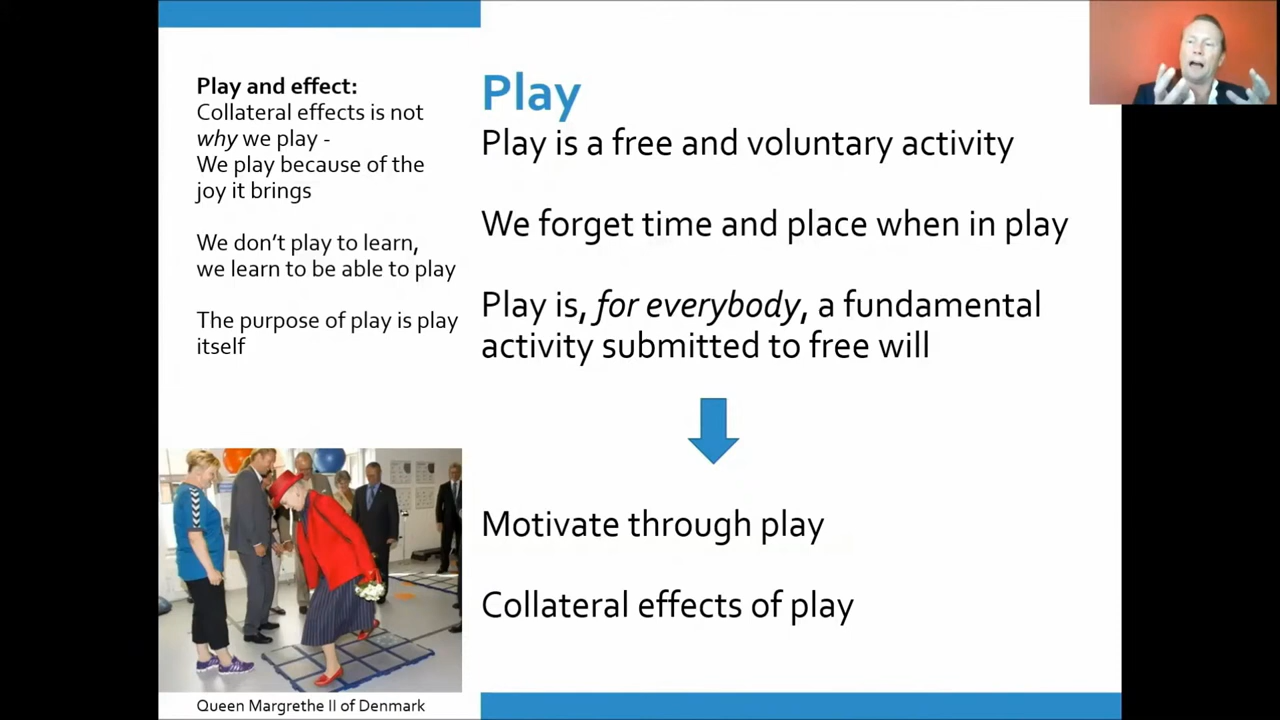 Play and effect:
Collateral effects is not
why we play -
We play because of the
joy it brings
We don't play to learn,
we learn to be able to play
The purpose of play is play
itself
Queen Margrethe II of Denmark
Play
Play is a free and voluntary activity
We forget time and place when in play
Play is, for everybody, a fundamental
activity submitted to free will
Motivate through play
Collateral effects of play